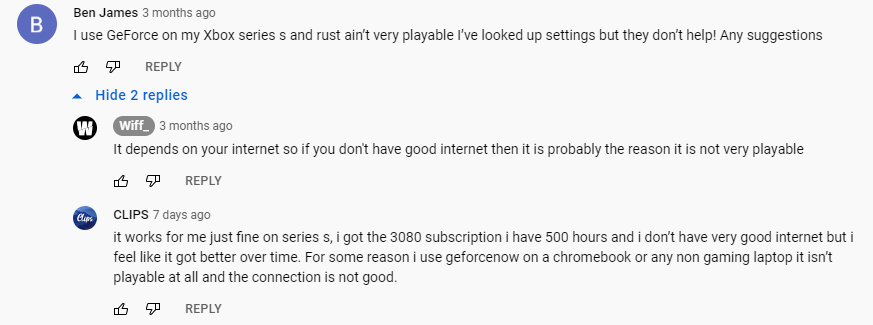 B
Ben James 3 months ago
I use GeForce on my Xbox series s and rust ain’t very playable I’ve looked up settings but they don’t help! Any suggestions
REPLY
Hide 2 replies
W
Wiff_ 3 months ago
It depends on your internet so if you don't have good internet then it is probably the reason it is not very playable
REPLY
Clips
CLIPS 7 days ago
it works for me just fine on series s, i got the 3080 subscription i have 500 hours and i don’t have very good internet but i
feel like it got better over time. For some reason i use geforcenow on a chromebook or any non gaming laptop it isn’t
playable at all and the connection is not good.
REPLY